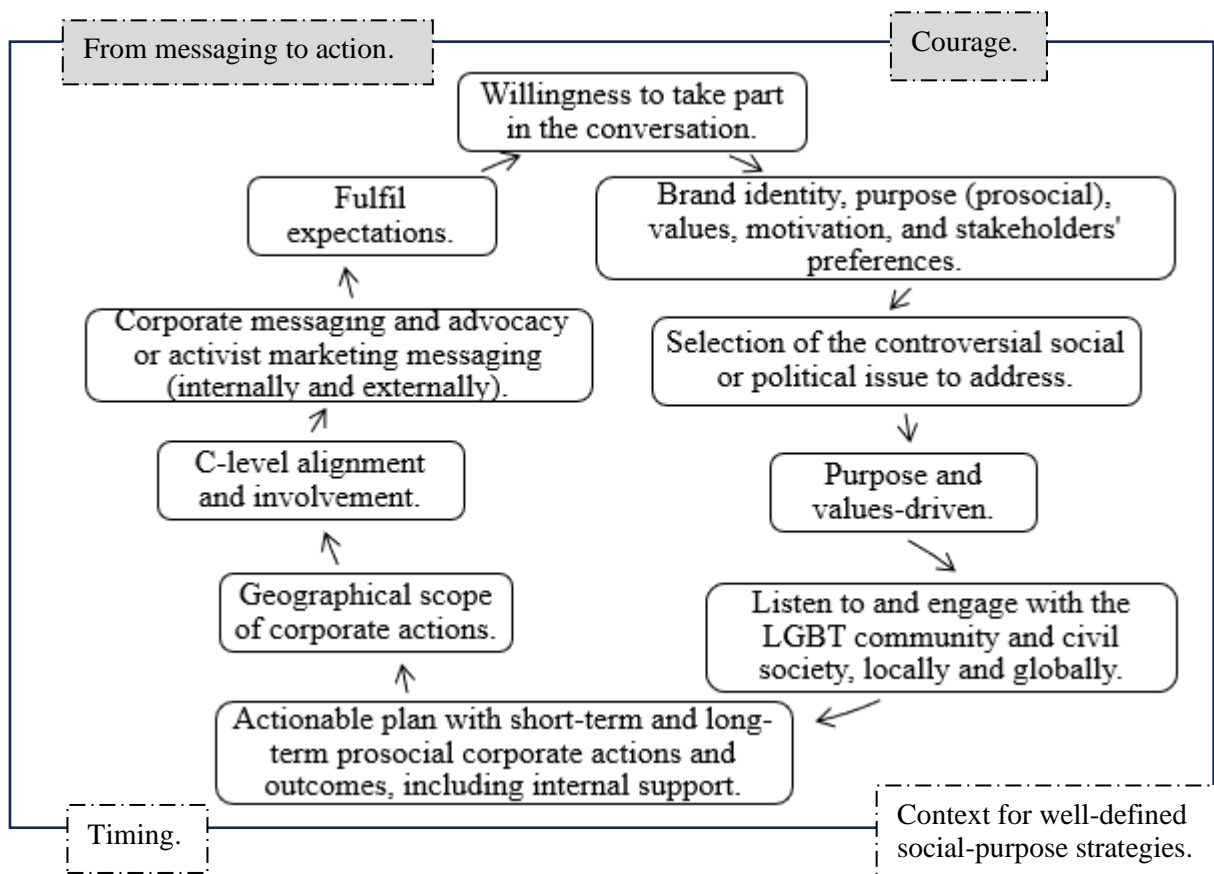 From messaging to action.
Courage.
Willingness to take part
in the conversation.
Brand identity, purpose (prosocial),
values, motivation, and stakeholders'
preferences.
Selection of the controversial social
or political issue to address.
Purpose and
values-driven.
Listen to and engage with the
LGBT community and civil
society, locally and globally.
Actionable plan with short-term and long-
term prosocial corporate actions and
outcomes, including internal support.
Geographical scope
of corporate actions.
C-level alignment
and involvement.
Corporate messaging and advocacy
or activist marketing messaging
(internally and externally).
Fulfil
expectations.
Timing.
Context for well-defined
social-purpose strategies.